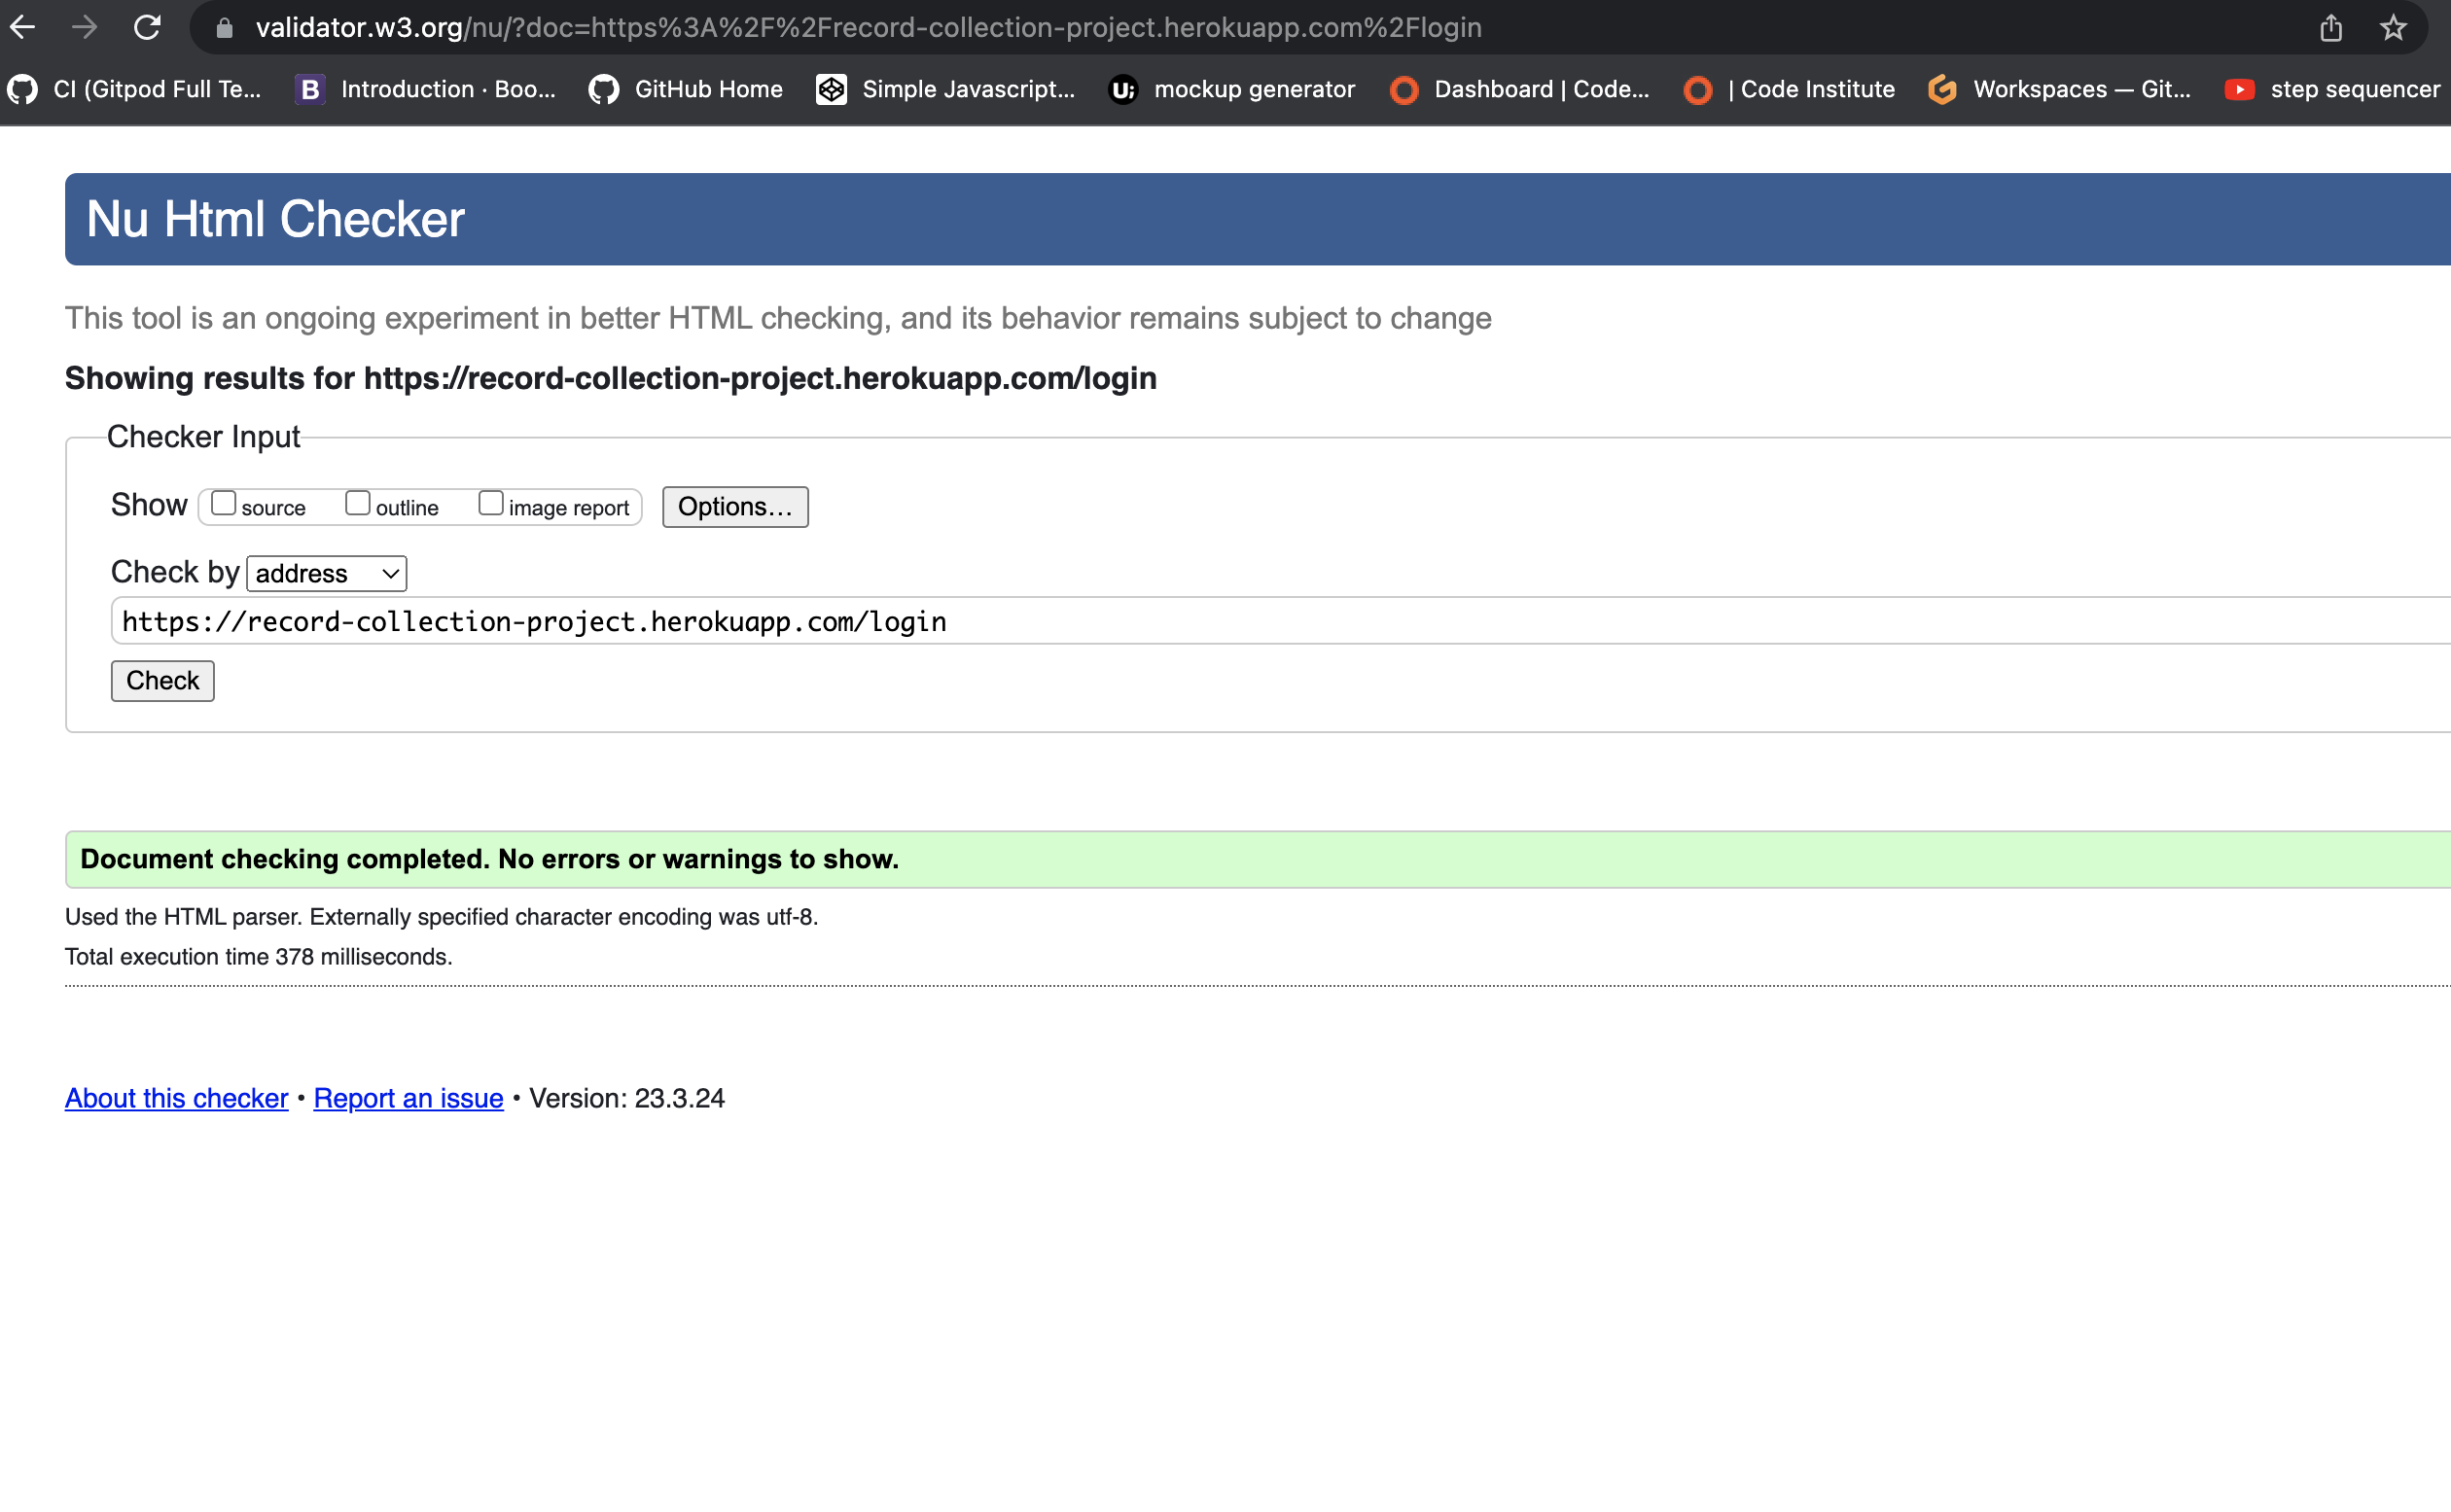 validator.w3.org/nu/?doc=https%3A%2F%2Frecord-collection-project.herokuapp.com%2Flogin
CI (Gitpod Full Te... B Introduction · Boo... GitHub Home Simple Javascript... U; mockup generator Dashboard | Code... | Code Institute Workspaces — Git... step sequencer
Nu Html Checker
This tool is an ongoing experiment in better HTML checking, and its behavior remains subject to change
Showing results for https://record-collection-project.herokuapp.com/login
Checker Input
Show source outline image report Options...
Check by address
https://record-collection-project.herokuapp.com/login
Check
Document checking completed. No errors or warnings to show.
Used the HTML parser. Externally specified character encoding was utf-8.
Total execution time 378 milliseconds.
About this checker • Report an issue • Version: 23.3.24